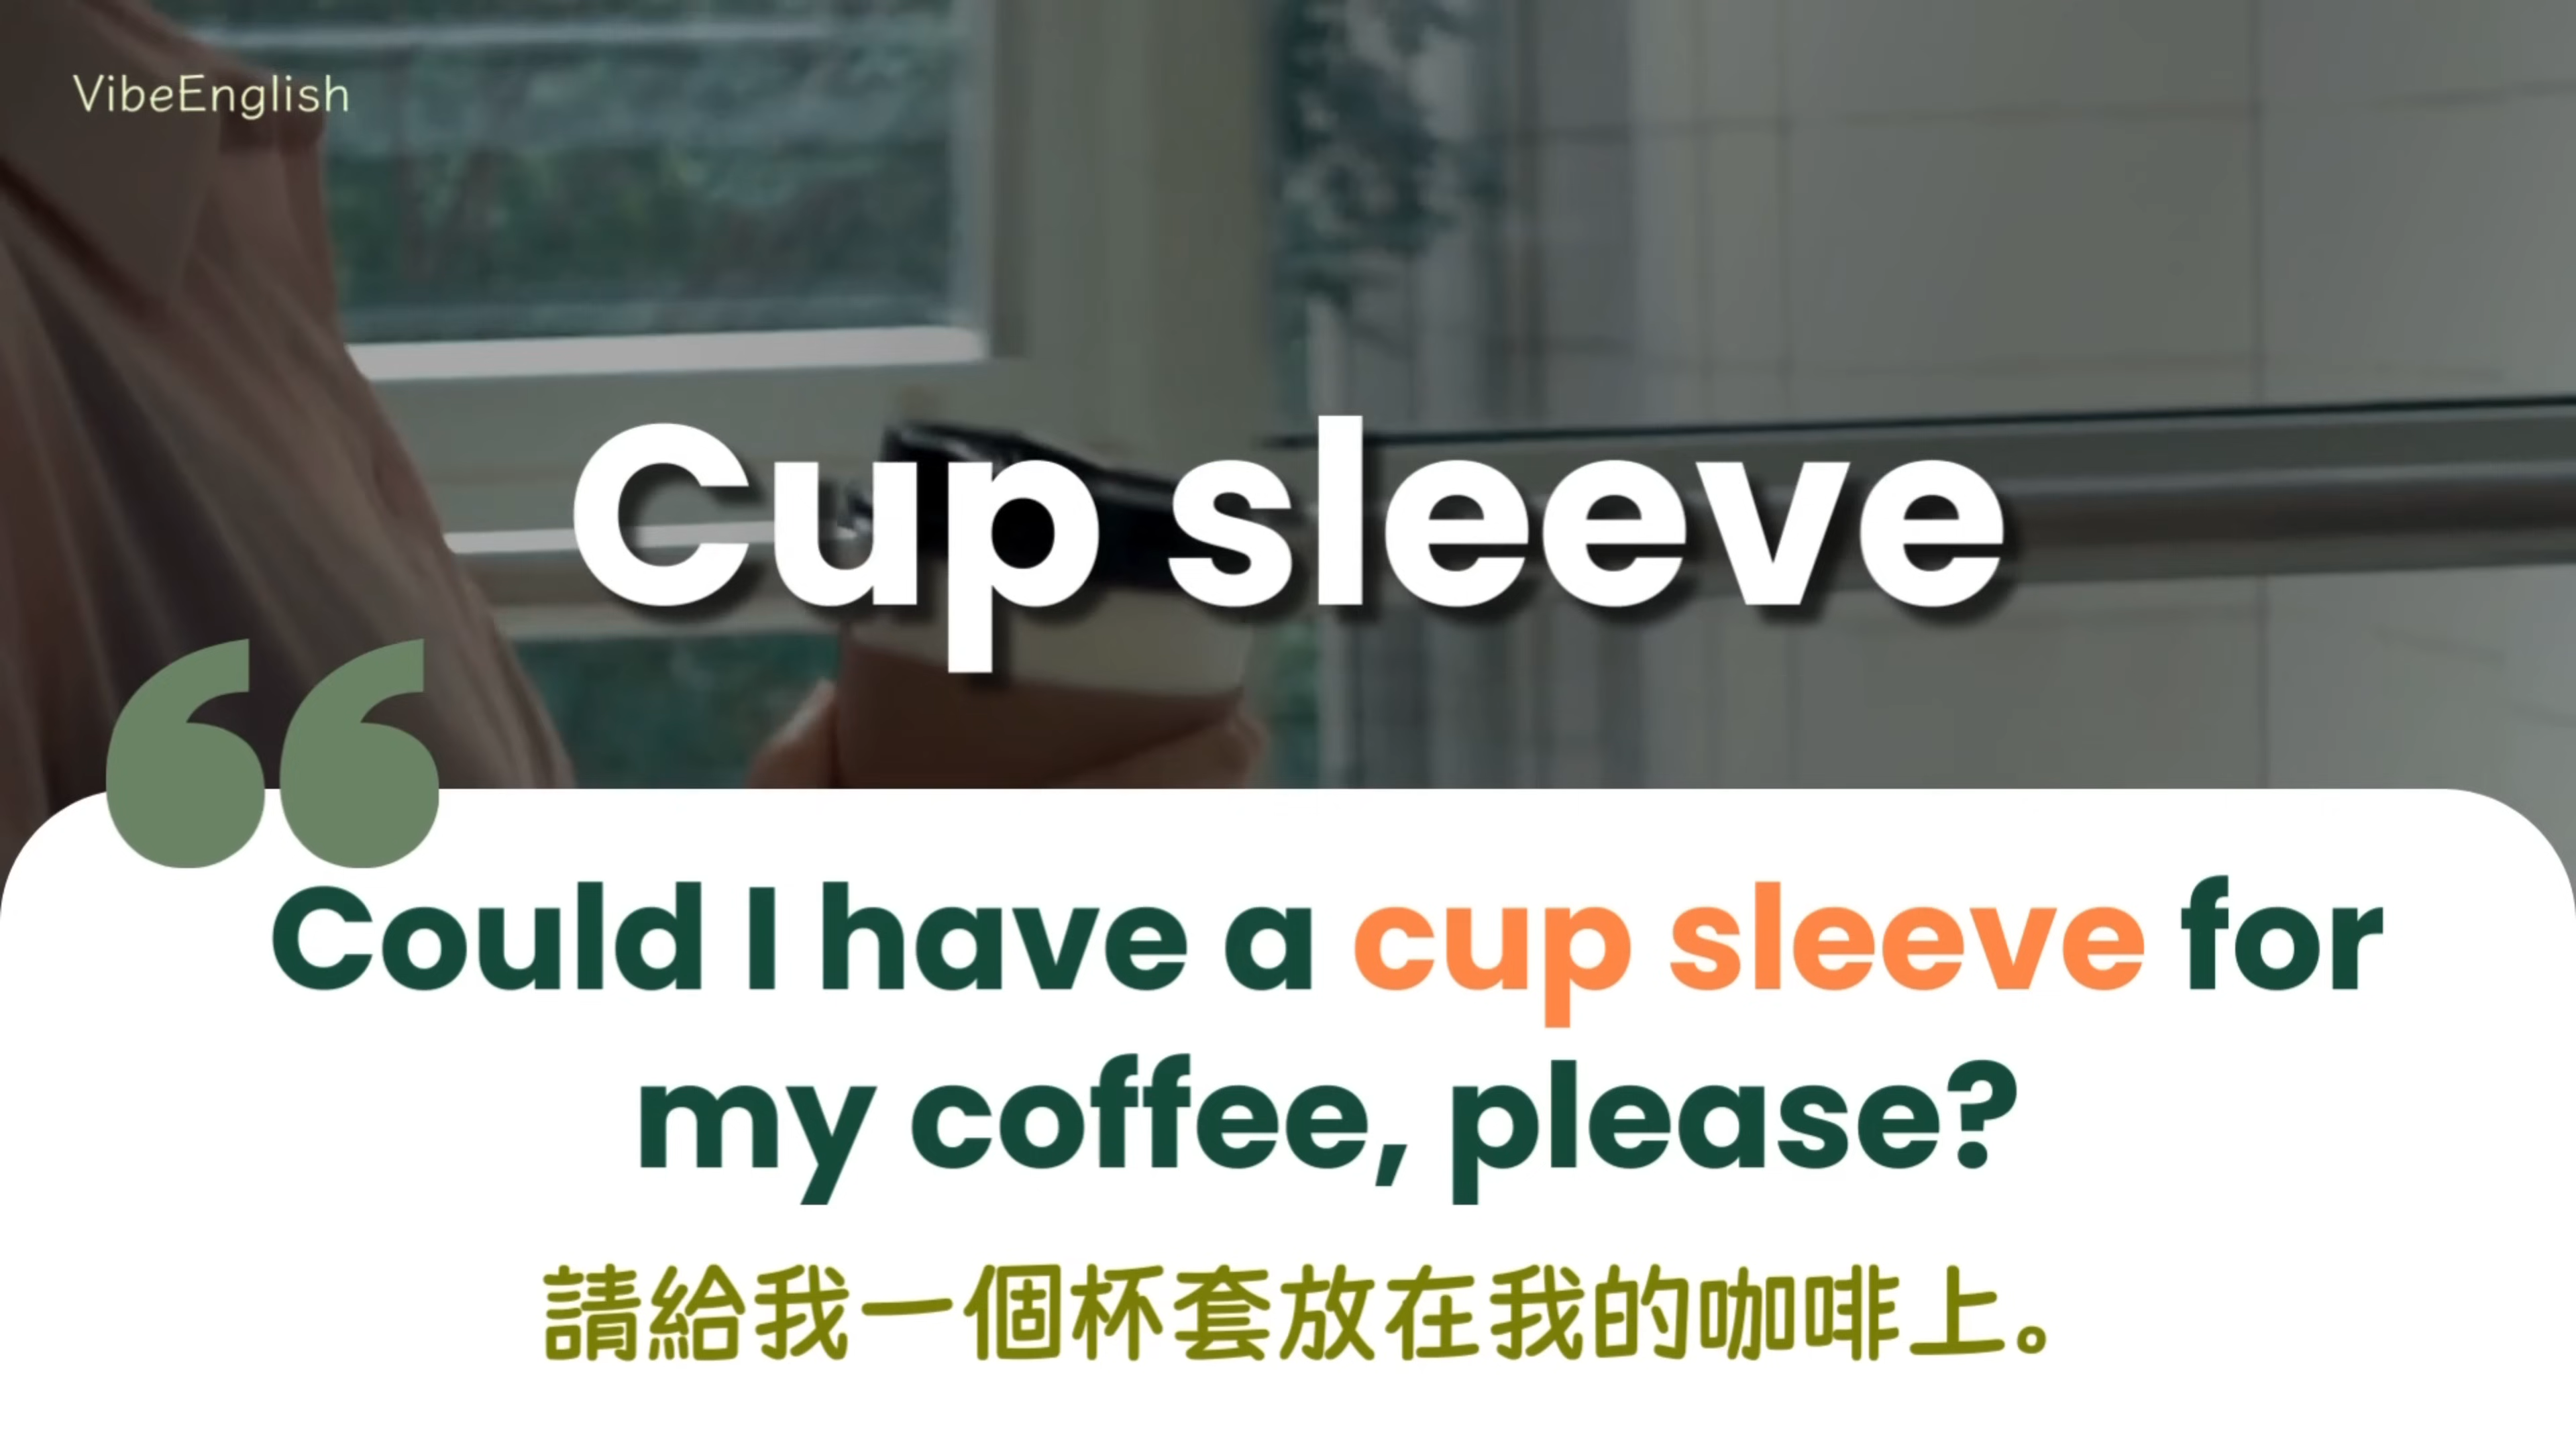 VibeEnglish
Cup sleeve
Could I have a cup sleeve for
my coffee, please?
請給我一個杯套放在我的咖啡上。